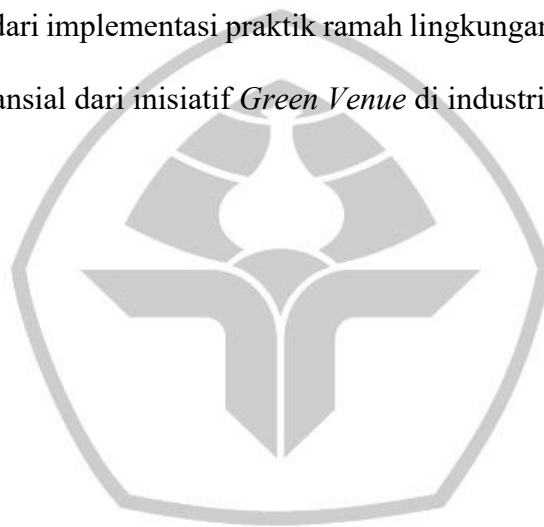 dari implementasi praktik ramah lingkungan
ansial dari inisiatif Green Venue di industri